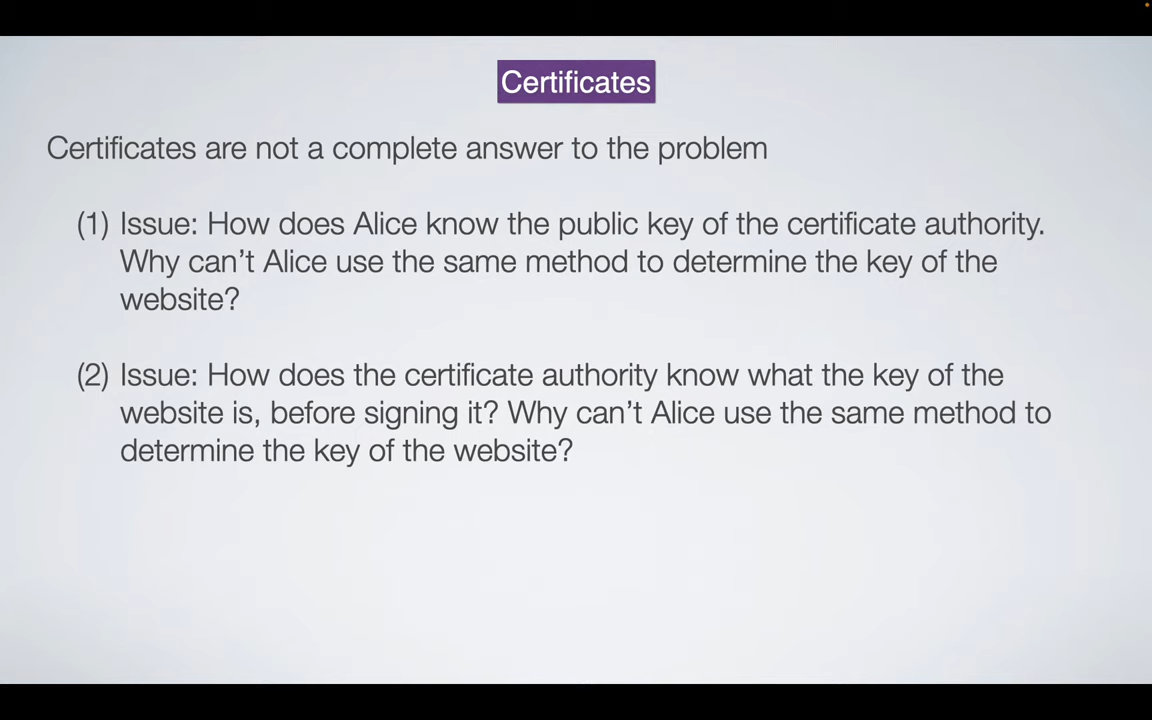 Certificates
Certificates are not a complete answer to the problem
(1) Issue: How does Alice know the public key of the certificate authority.
Why can’t Alice use the same method to determine the key of the
website?
(2) Issue: How does the certificate authority know what the key of the
website is, before signing it? Why can’t Alice use the same method to
determine the key of the website?